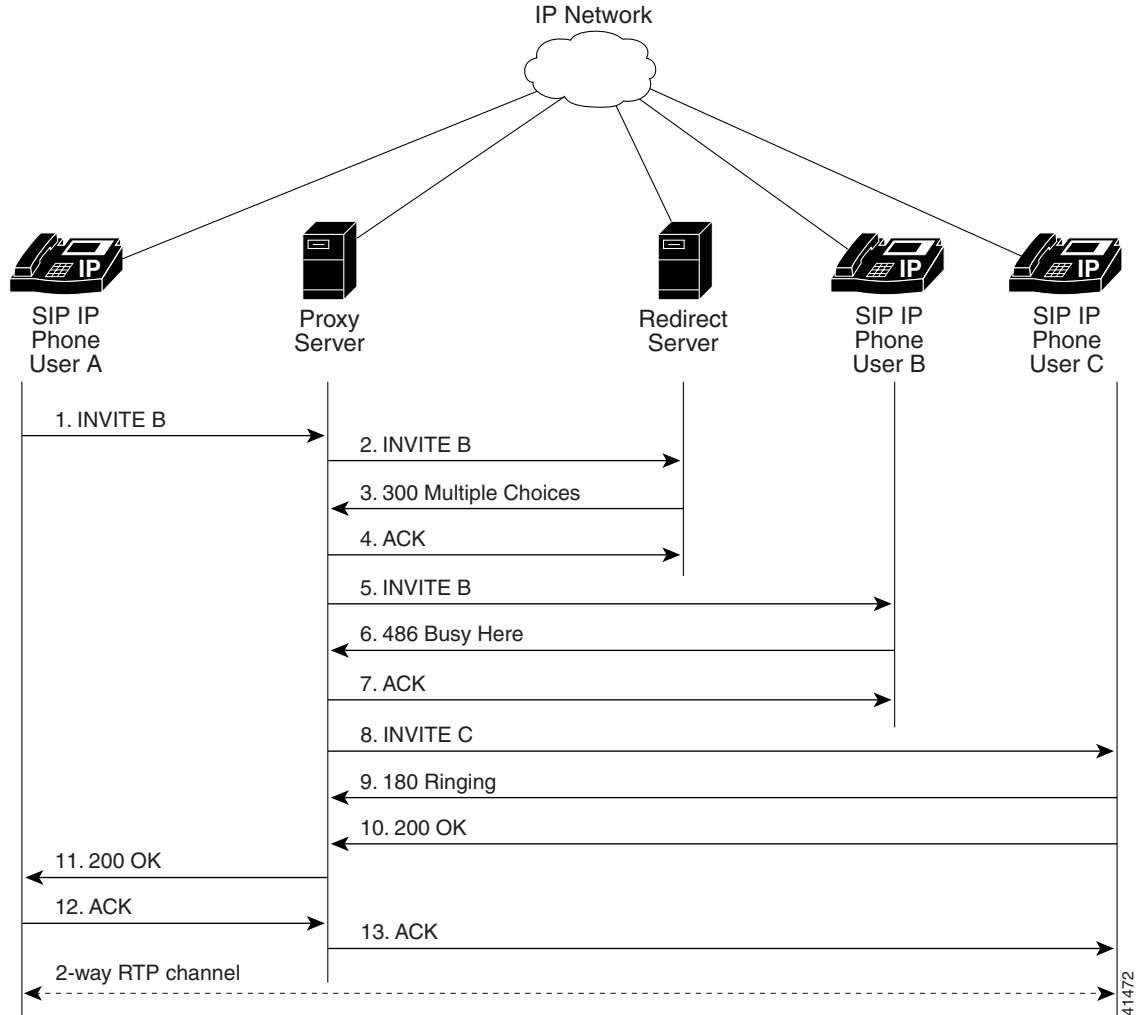 IP Network
IP
IP
IP
SIP IP
Phone
User A
Proxy
Server
Redirect
Server
SIP IP
Phone
User B
SIP IP
Phone
User C
1. INVITE B
2. INVITE B
3. 300 Multiple Choices
4. ACK
5. INVITE B
6. 486 Busy Here
7. ACK
8. INVITE C
9. 180 Ringing
10. 200 OK
11. 200 OK
12. ACK
13. ACK
2-way RTP channel
41472